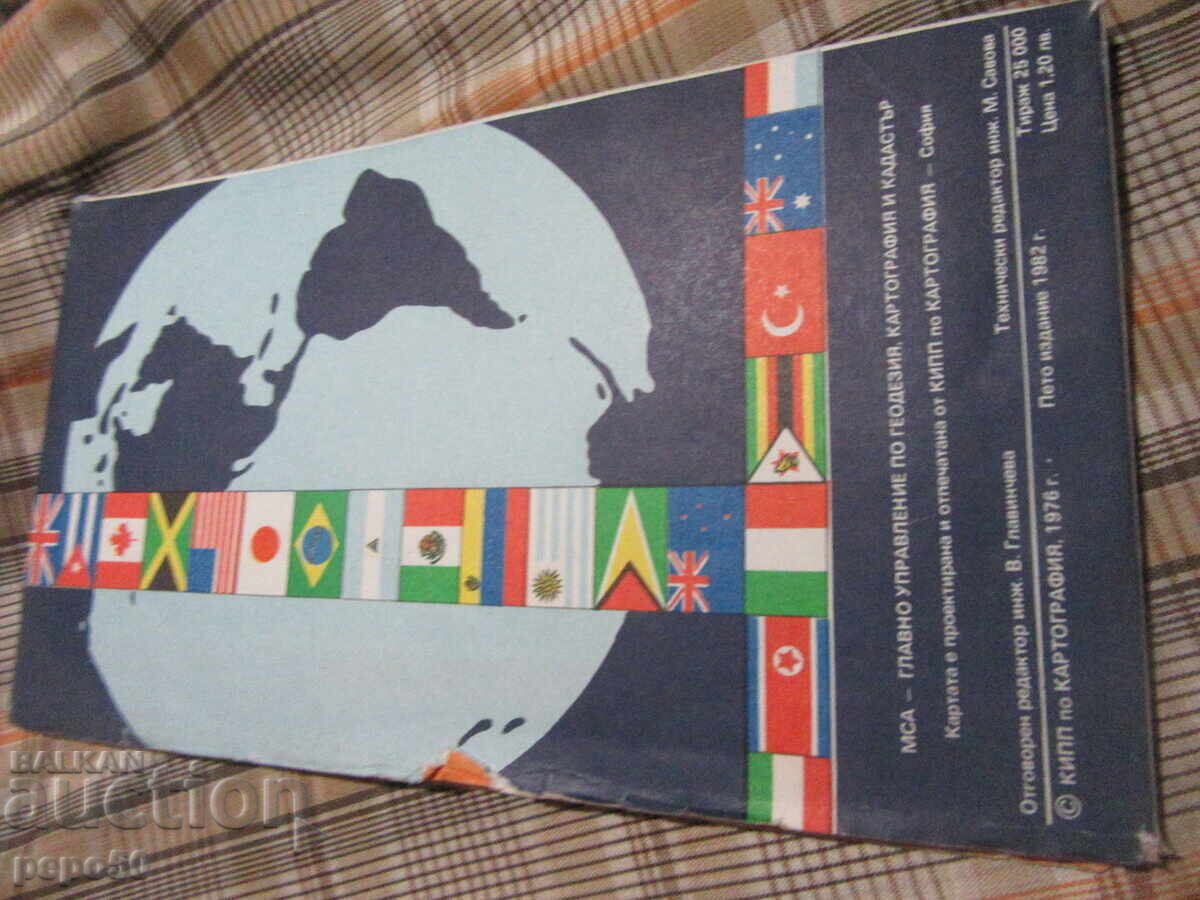 МСА – ГЛАВНО УПРАВЛЕНИЕ ПО ГЕОДЕЗИЯ, КАРТОГРАФИЯ И КАДАСТЪР
Картата е проектирана и отпечатана от КИПП по КАРТОГРАФИЯ – София
Отговорен редактор инж. В. Главинчева Технически редактор инж. М. Савова
Тираж 25 000
© КИПП по КАРТОГРАФИЯ, 1976 г. · Пето издание 1982 г. Цена 1,20 лв.
BALKAN
auction
pepo50